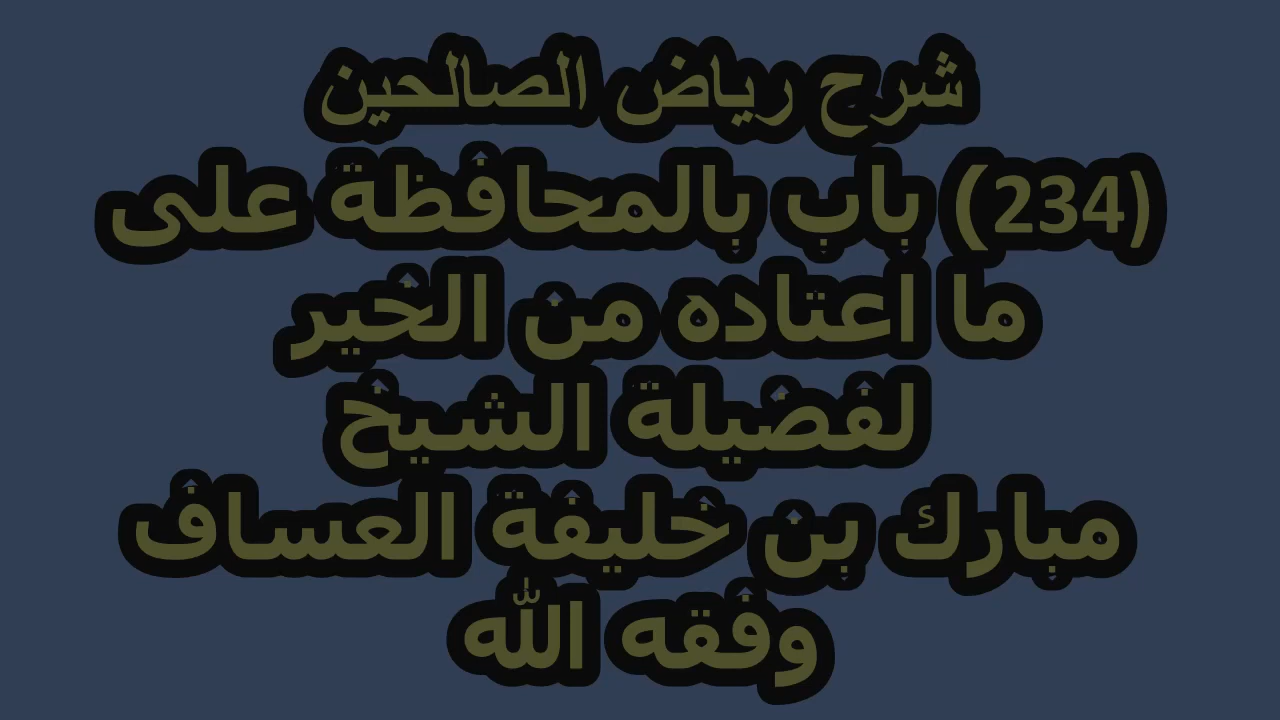 شرح رياض الصالحين
(234) باب بالمحافظة على
ما اعتاده من الخير
لفضيلة الشيخ
مبارك بن خليفة العساف
وفقه الله